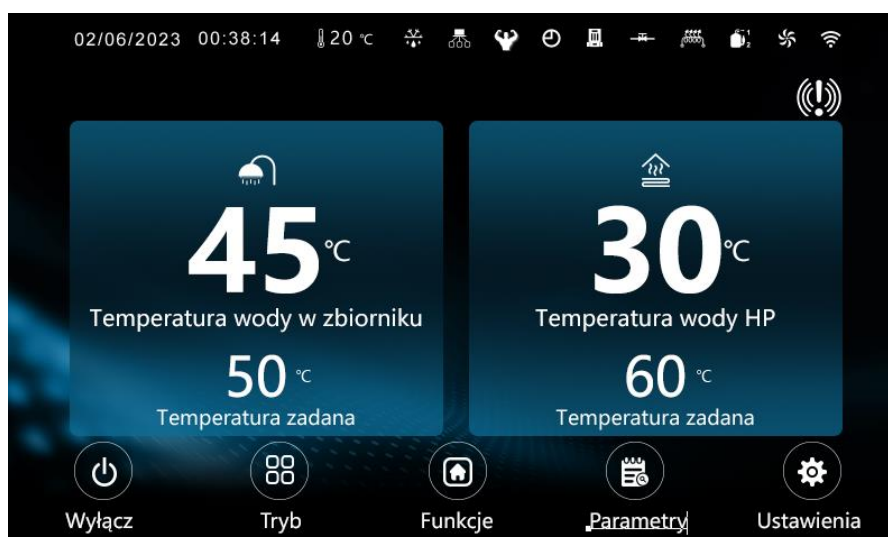 02/06/2023 00:38:14 20 ℃
45 ℃
Temperatura wody w zbiorniku
50 ℃
Temperatura zadana
30 ℃
Temperatura wody HP
60 ℃
Temperatura zadana
Wyłącz
Tryb
Funkcje
Parametry
Ustawienia